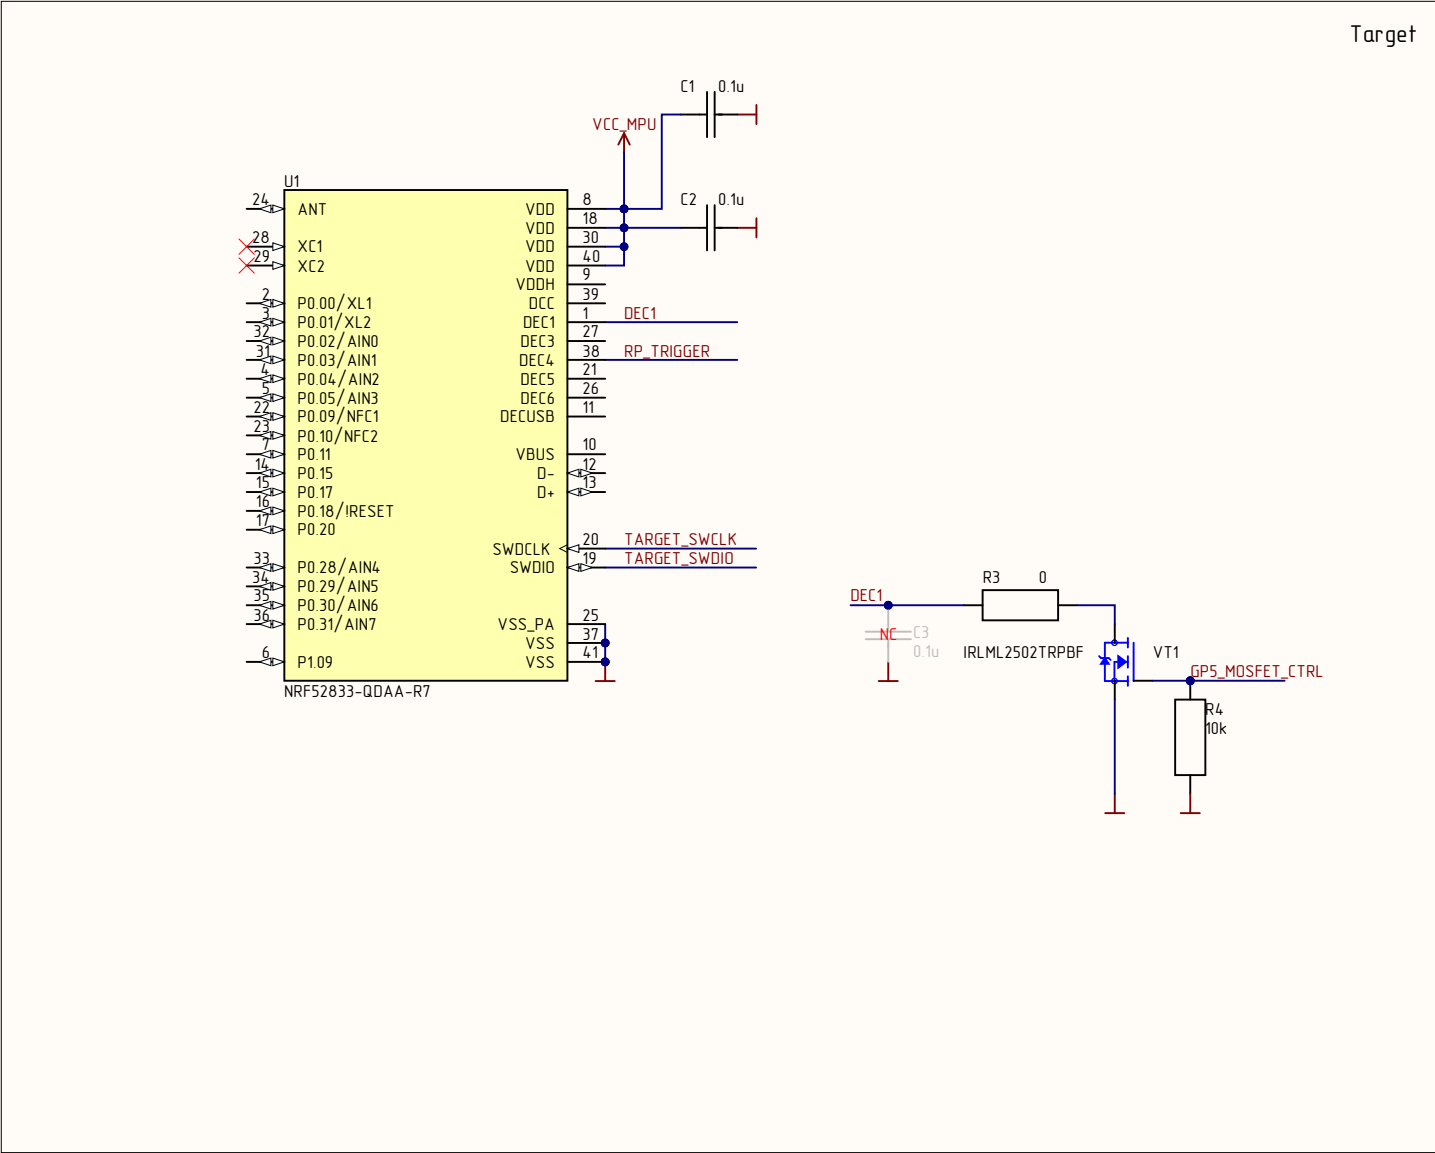 Target
C1 0.1u
VCC_MPU
U1
24 ANT VDD 8
C2 0.1u
VDD 18
28 XC1 VDD 30
29 XC2 VDD 40
VDDH 9
2 P0.00/XL1 DCC 39
3 P0.01/XL2 DEC1 1 DEC1
32 P0.02/AIN0 DEC3 27
31 P0.03/AIN1 DEC4 38 RP_TRIGGER
4 P0.04/AIN2 DEC5 21
5 P0.05/AIN3 DEC6 26
22 P0.09/NFC1 DECUSB 11
23 P0.10/NFC2
7 P0.11 VBUS 10
14 P0.15 D- 12
15 P0.17 D+ 13
16 P0.18/!RESET
17 P0.20
SWDCLK 20 TARGET_SWCLK
33 P0.28/AIN4 SWDIO 19 TARGET_SWDIO
34 P0.29/AIN5
35 P0.30/AIN6
36 P0.31/AIN7 VSS_PA 25
VSS 37
6 P1.09 VSS 41
NRF52833-QDAA-R7
R3 0
DEC1
NC C3
0.1u
IRLML2502TRPBF VT1
GP5_MOSFET_CTRL
R4
10k